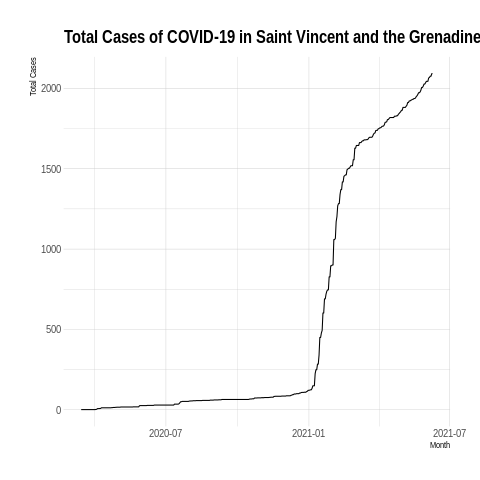 Total Cases of COVID-19 in Saint Vincent and the Grenadine
Total Cases
2000
1500
1000
500
0
2020-07
2021-01
2021-07
Month